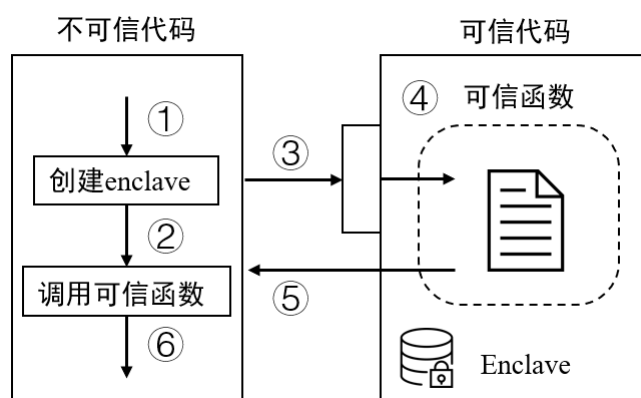 不可信代码
可信代码
①
④
可信函数
③
创建enclave
②
调用可信函数
⑤
⑥
Enclave